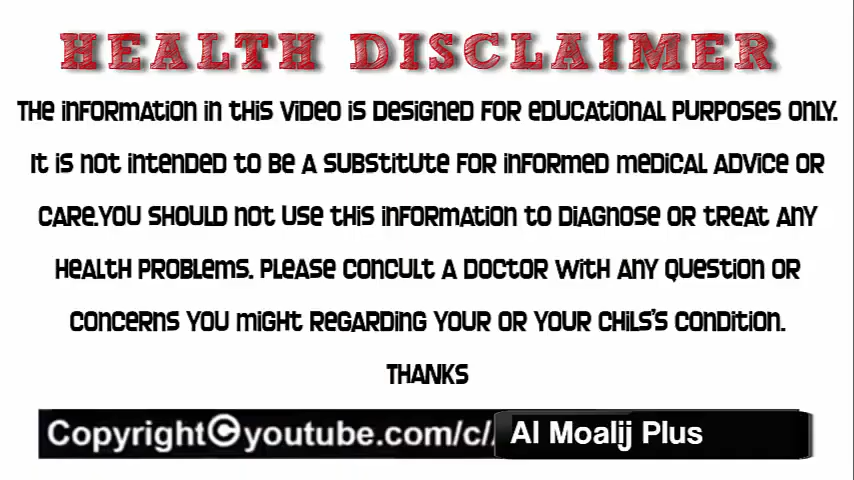 HEALTH DISCLAIMER
THE INFORMATION IN THIS VIDEO IS DESIGNED FOR EDUCATIONAL PURPOSES ONLY.
IT IS NOT INTENDED TO BE A SUBSTITUTE FOR INFORMED MEDICAL ADVICE OR
CARE.YOU SHOULD NOT USE THIS INFORMATION TO DIAGNOSE OR TREAT ANY
HEALTH PROBLEMS. PLEASE CONCULT A DOCTOR WITH ANY QUESTION OR
CONCERNS YOU MIGHT REGARDING YOUR OR YOUR CHILS'S CONDITION.
THANKS
Copyright©youtube.com/c/ Al Moalij Plus